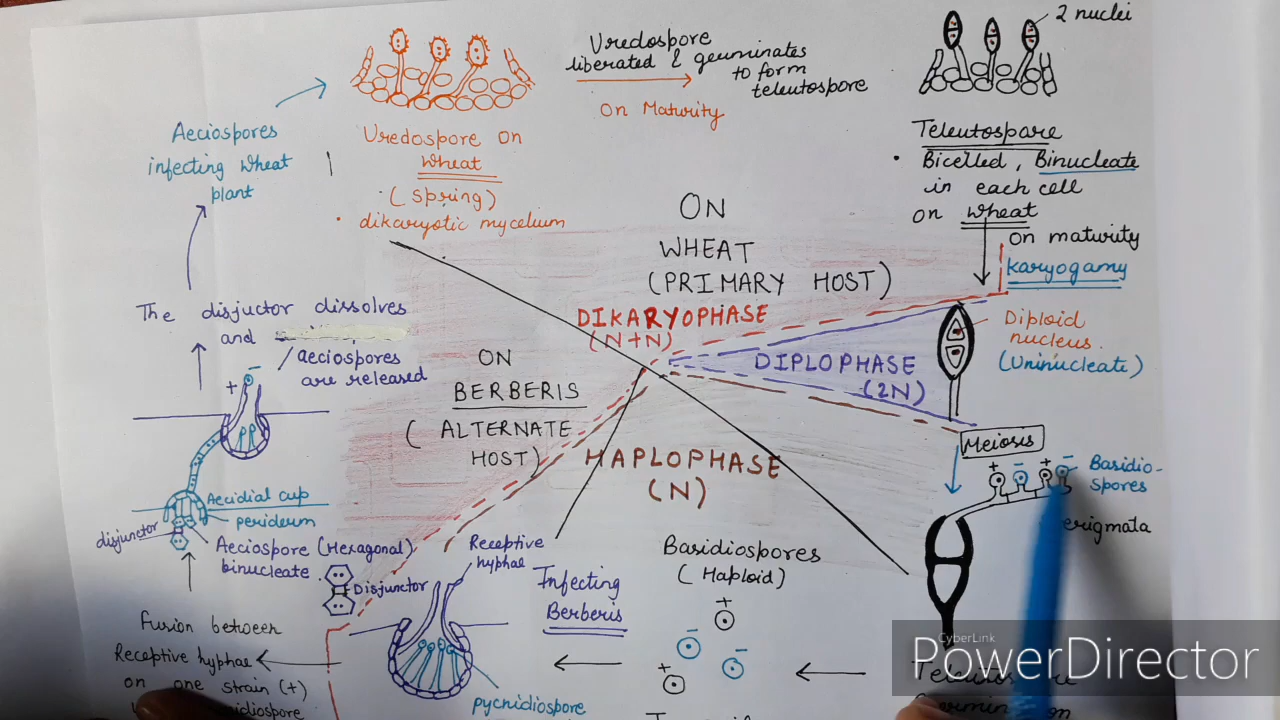 2 nuclei
Uredospore
liberated & geuminates
to form
teleutospore
On Maturity
Aeciospores
infecting wheat
plant
Uredospore on
wheat
(spring)
• dikaryotic mycelium
Teleutospare
• Bicelled, Binucleate
in each cell
on wheat
on maturity
karyogamy
ON
WHEAT
(PRIMARY HOST)
DIKARYOPHASE
(N+N)
DIPLOPHASE
(2N)
Diploid
nucleus.
(Uninucleate)
The disjuctor dissolves
and
aeciospores
are released
+ -
ON
BERBERIS
(ALTERNATE
HOST)
HAPLOPHASE
(N)
Meiosis
+ - + -
Basidio-
spores
erigmata
Aecidial cup
perideum
disjunctor
Aeciospore (Hexagonal)
binucleate
Disjunctor
Receptive
hyphae
Infecting
Berberis
Basidiospores
(Haploid)
+
-
-
+
Fusion between
Receptive hyphae
on one strain (+)
pycnidiospore
CyberLink
PowerDirector